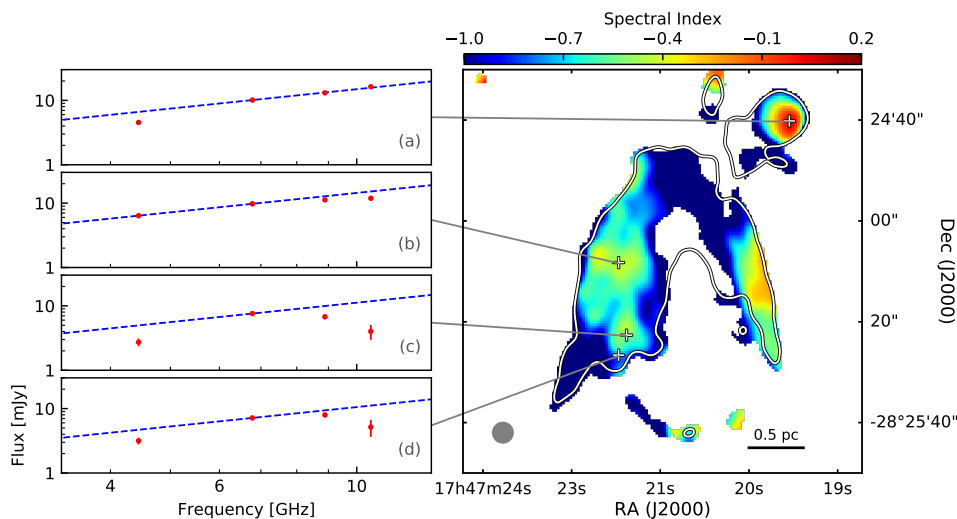 Spectral Index
−1.0 −0.7 −0.4 −0.1 0.2
10
1
(a)
10
1
(b)
10
1
(c)
10
1
(d)
Flux [mJy]
4 6 10
Frequency [GHz]
24'40"
00"
20"
-28°25'40"
Dec (J2000)
0.5 pc
17h47m24s 23s 21s 20s 19s
RA (J2000)